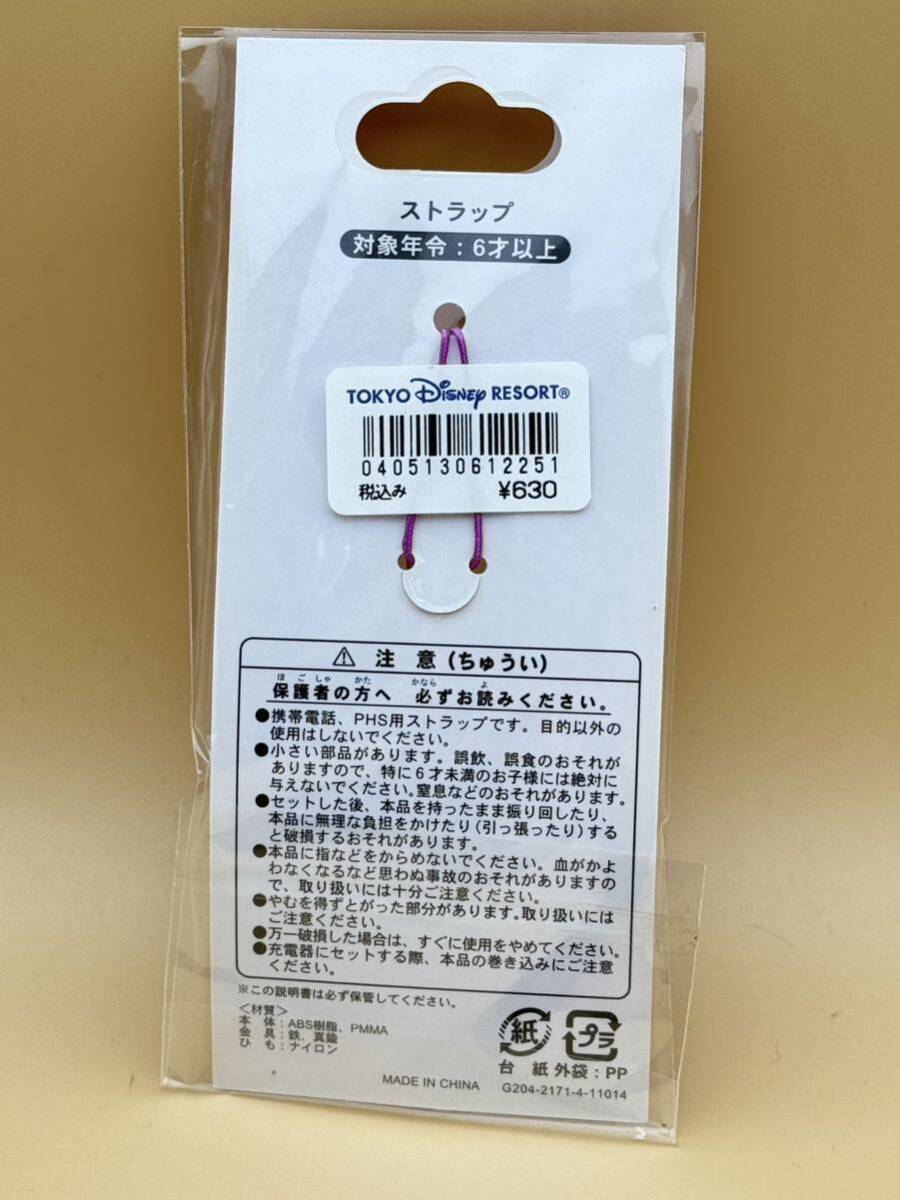 ストラップ
対象年令：6才以上
TOKYO Disney RESORT®
0405130612251
税込み ¥630
⚠ 注 意（ちゅうい）
ほ ご しゃ かた かなら よ
保護者の方へ 必ずお読みください。
●携帯電話、PHS用ストラップです。目的以外の
使用はしないでください。
●小さい部品があります。誤飲、誤食のおそれが
ありますので、特に6才未満のお子様には絶対に
与えないでください。窒息などのおそれがあります。
●セットした後、本品を持ったまま振り回したり、
本品に無理な負担をかけたり（引っ張ったり）する
と破損するおそれがあります。
●本品に指などをからめないでください。血がかよ
わなくなるなど思わぬ事故のおそれがありますの
で、取り扱いには十分ご注意ください。
●やむを得ずとがった部分があります。取り扱いには
ご注意ください。
●万一破損した場合は、すぐに使用をやめてください。
●充電器にセットする際、本品の巻き込みにご注意
ください。
※この説明書は必ず保管してください。
＜材質＞
本 体：ABS樹脂、PMMA
金 具：鉄、真鍮
ひ も：ナイロン
紙 プラ
台 紙 外袋：PP
MADE IN CHINA
G204-2171-4-11014